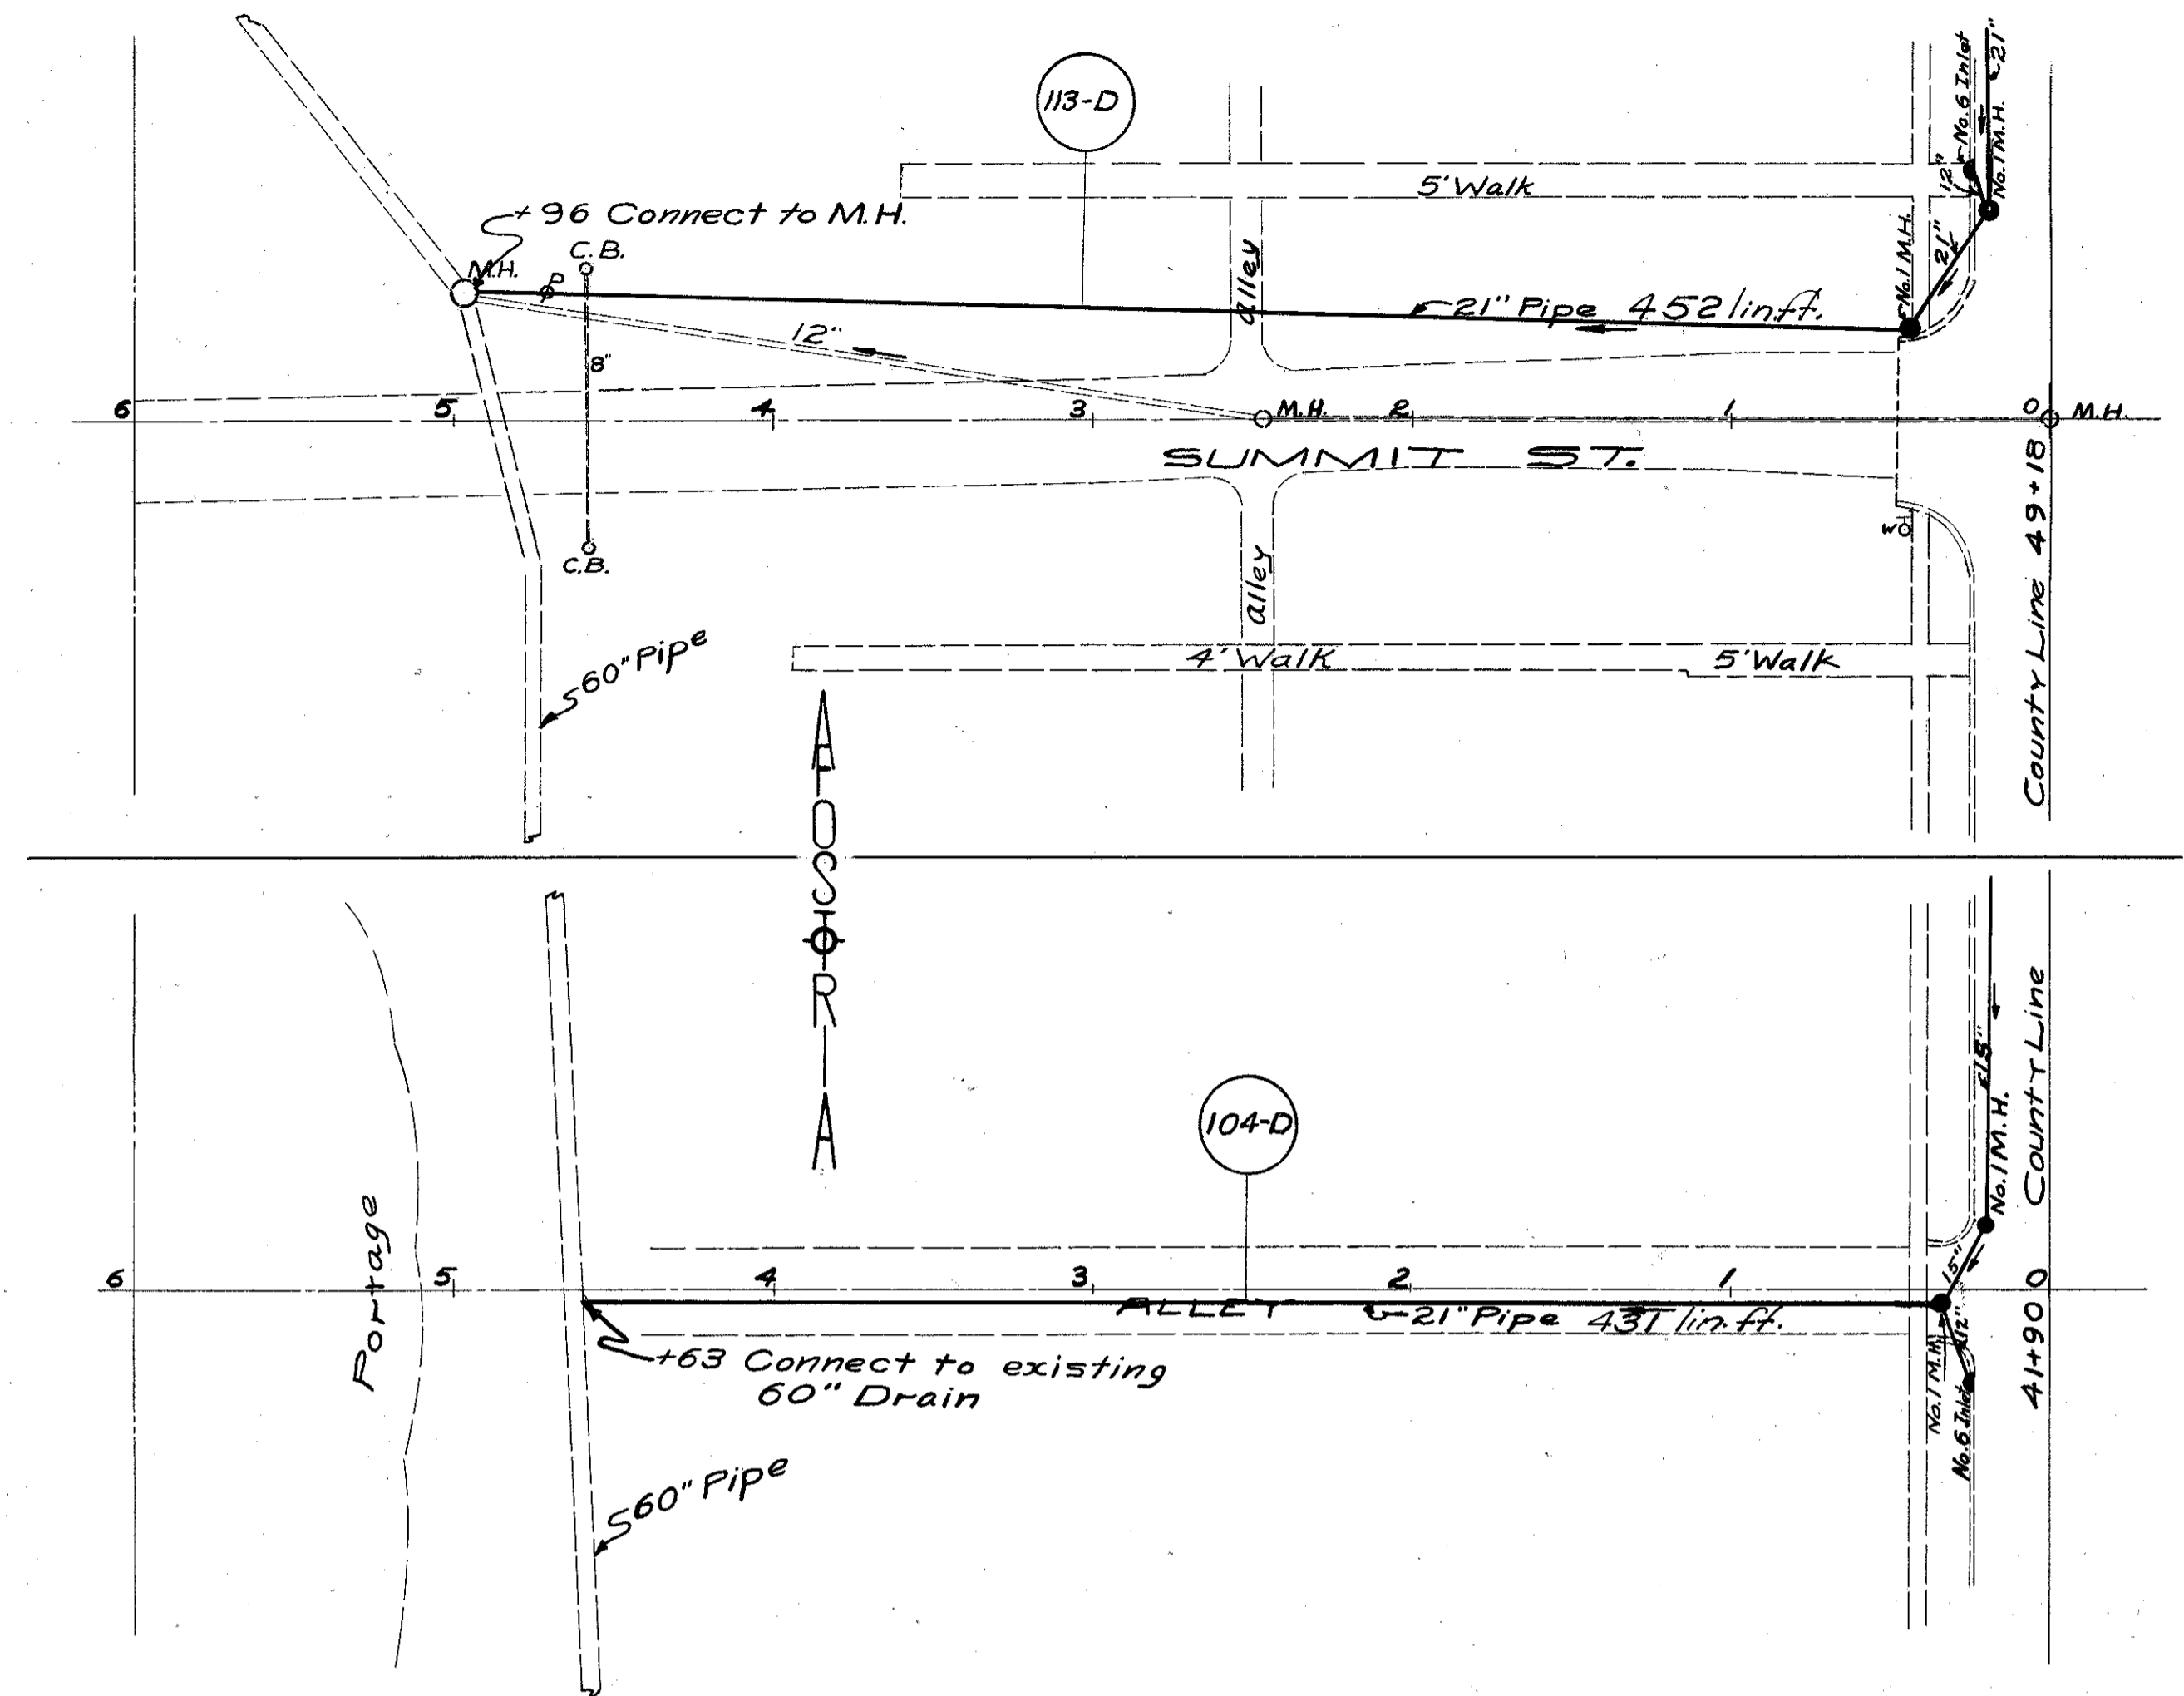 113-D
No.6 Inlet
21"
No.1 M.H.
12"
5' Walk
+96 Connect to M.H.
C.B.
M.H.
P
alley
21"
No.1 M.H.
21" Pipe 452 lin.ft.
12"
8"
6 5 4 3 M.H. 2 1 0 M.H.
SUMMIT ST.
County Line 49+18
W
C.B.
alley
60" Pipe
4' Walk
5' Walk
FOSTORIA
County Line
41+90
15"
No.1 M.H.
104-D
Portage
15"
6 5 4 3 2 1 0
ALLEY
21" Pipe 437 lin.ft.
12"
No.1 M.H.
No.6 Inlet
+63 Connect to existing
60" Drain
60" Pipe